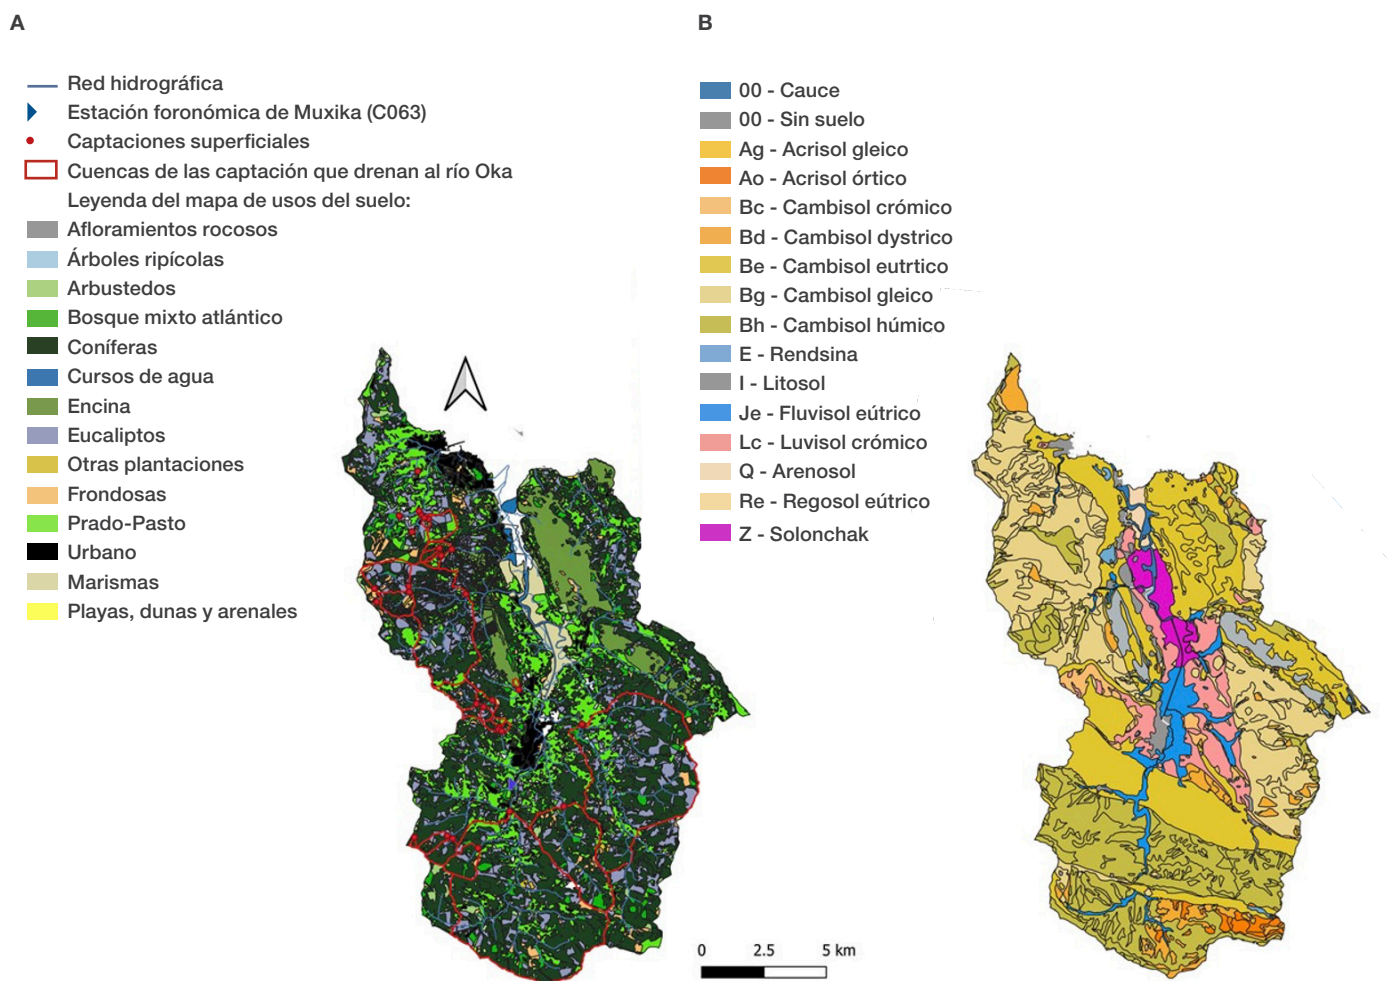 A
Red hidrográfica
Estación foronómica de Muxika (C063)
Captaciones superficiales
Cuencas de las captación que drenan al río Oka
Leyenda del mapa de usos del suelo:
Afloramientos rocosos
Árboles ripícolas
Arbustedos
Bosque mixto atlántico
Coníferas
Cursos de agua
Encina
Eucaliptos
Otras plantaciones
Frondosas
Prado-Pasto
Urbano
Marismas
Playas, dunas y arenales
B
00 - Cauce
00 - Sin suelo
Ag - Acrisol gleico
Ao - Acrisol órtico
Bc - Cambisol crómico
Bd - Cambisol dystrico
Be - Cambisol eutrtico
Bg - Cambisol gleico
Bh - Cambisol húmico
E - Rendsina
I - Litosol
Je - Fluvisol eútrico
Lc - Luvisol crómico
Q - Arenosol
Re - Regosol eútrico
Z - Solonchak
0 2.5 5 km